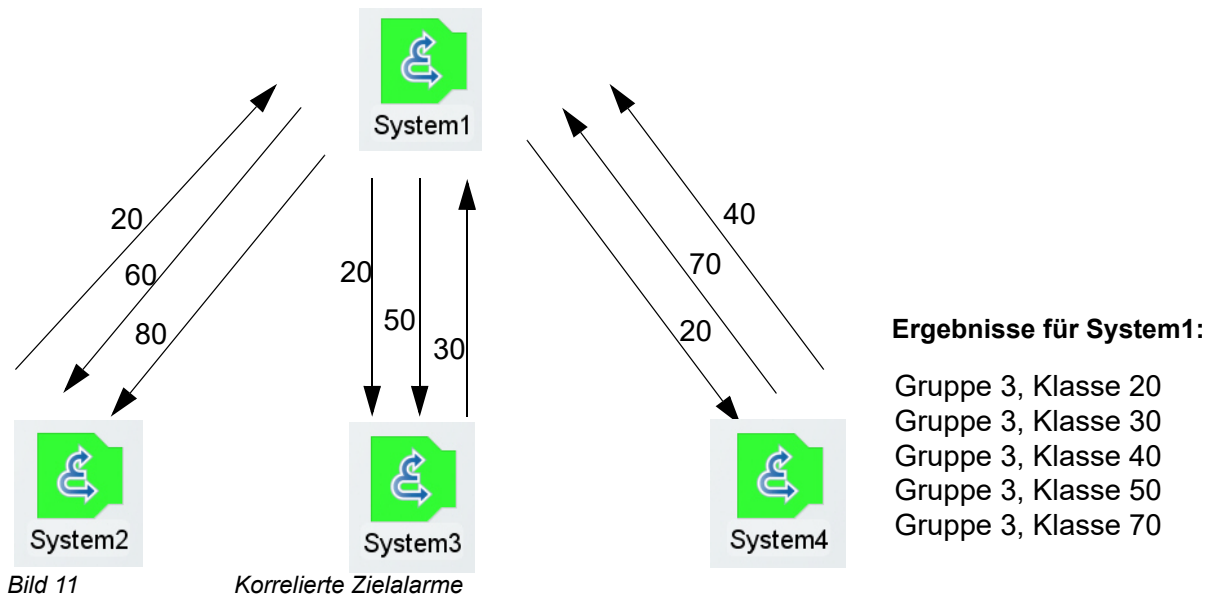 System1
20
60
80
20
50
30
40
70
20
Ergebnisse für System1:
Gruppe 3, Klasse 20
Gruppe 3, Klasse 30
Gruppe 3, Klasse 40
Gruppe 3, Klasse 50
Gruppe 3, Klasse 70
System2
System3
System4
Bild 11 Korrelierte Zielalarme